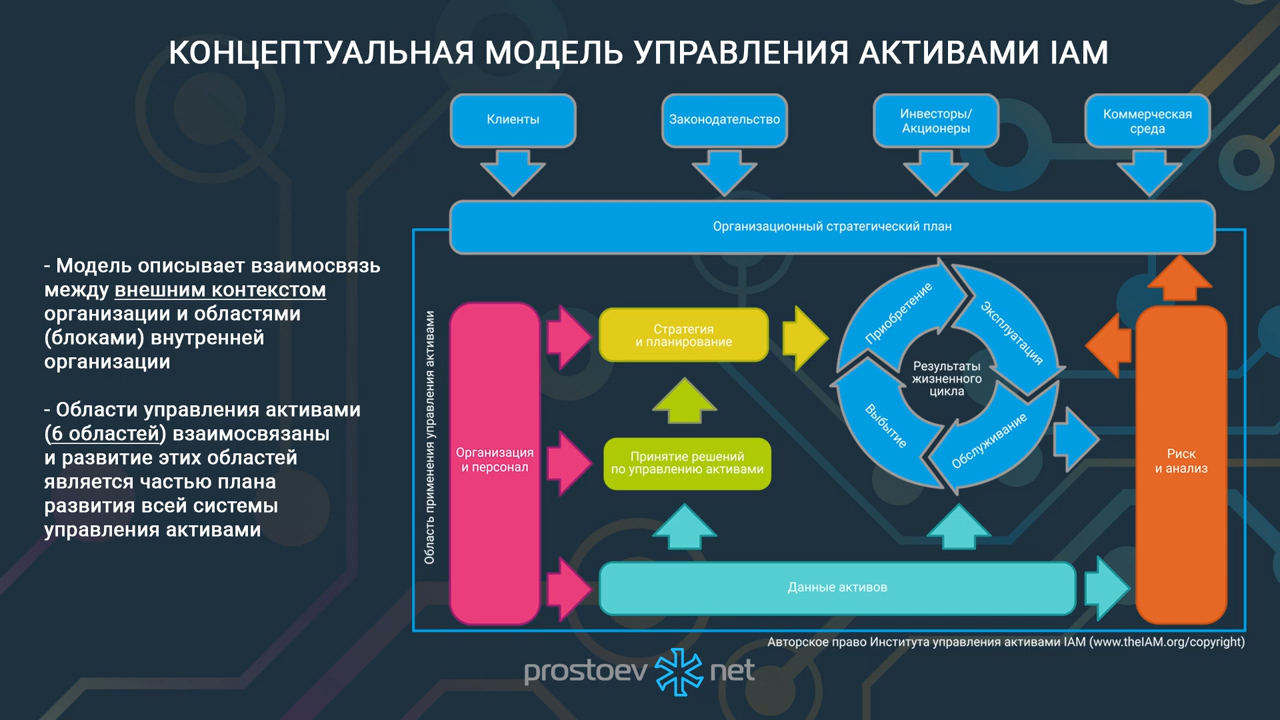 КОНЦЕПТУАЛЬНАЯ МОДЕЛЬ УПРАВЛЕНИЯ АКТИВАМИ IAM
Клиенты
Законодательство
Инвесторы/
Акционеры
Коммерческая
среда
Организационный стратегический план
- Модель описывает взаимосвязь
между внешним контекстом
организации и областями
(блоками) внутренней
организации
- Области управления активами
(6 областей) взаимосвязаны
и развитие этих областей
является частью плана
развития всей системы
управления активами
Область применения управления активами
Организация
и персонал
Стратегия
и планирование
Принятие решений
по управлению активами
Приобретение
Эксплуатация
Результаты
жизненного
цикла
Выбытие
Обслуживание
Риск
и анализ
Данные активов
Авторское право Института управления активами IAM (www.theIAM.org/copyright)
prostoev net